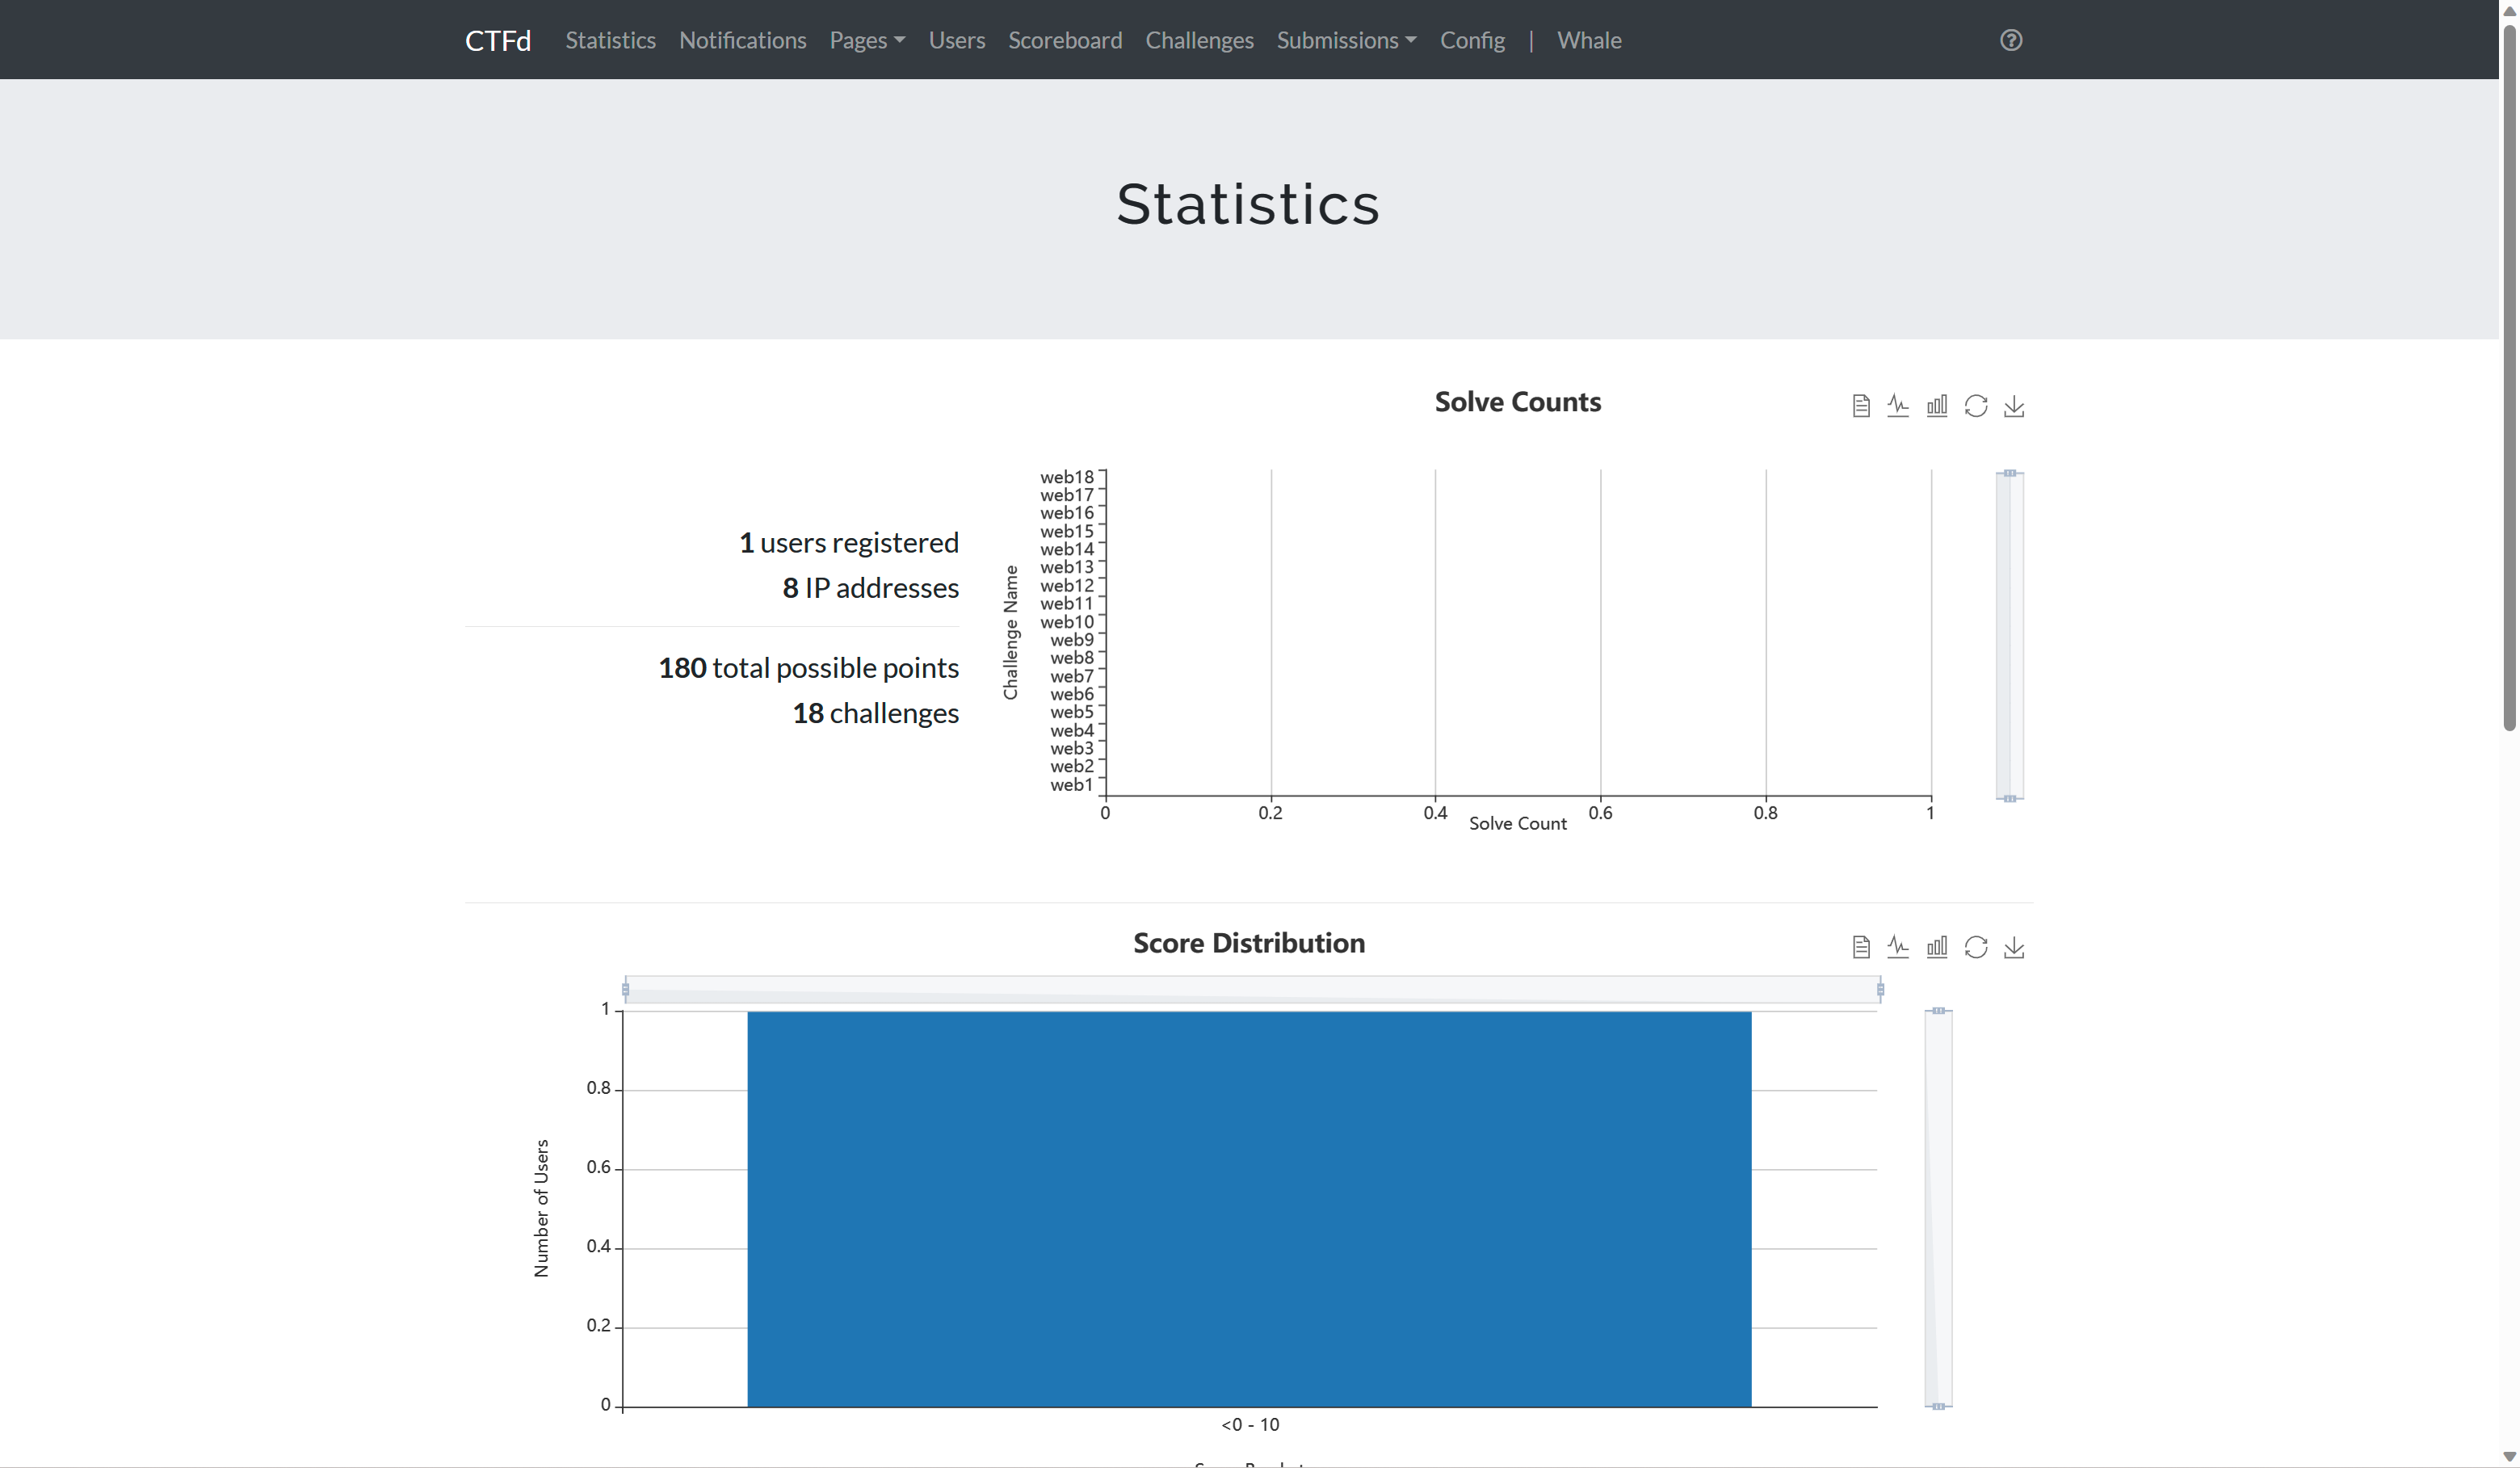 CTFd Statistics Notifications Pages Users Scoreboard Challenges Submissions Config | Whale
Statistics
1 users registered
8 IP addresses
180 total possible points
18 challenges
Solve Counts
Challenge Name
web18
web17
web16
web15
web14
web13
web12
web11
web10
web9
web8
web7
web6
web5
web4
web3
web2
web1
0 0.2 0.4 0.6 0.8 1
Solve Count
Score Distribution
Number of Users
1
0.8
0.6
0.4
0.2
0
<0 - 10